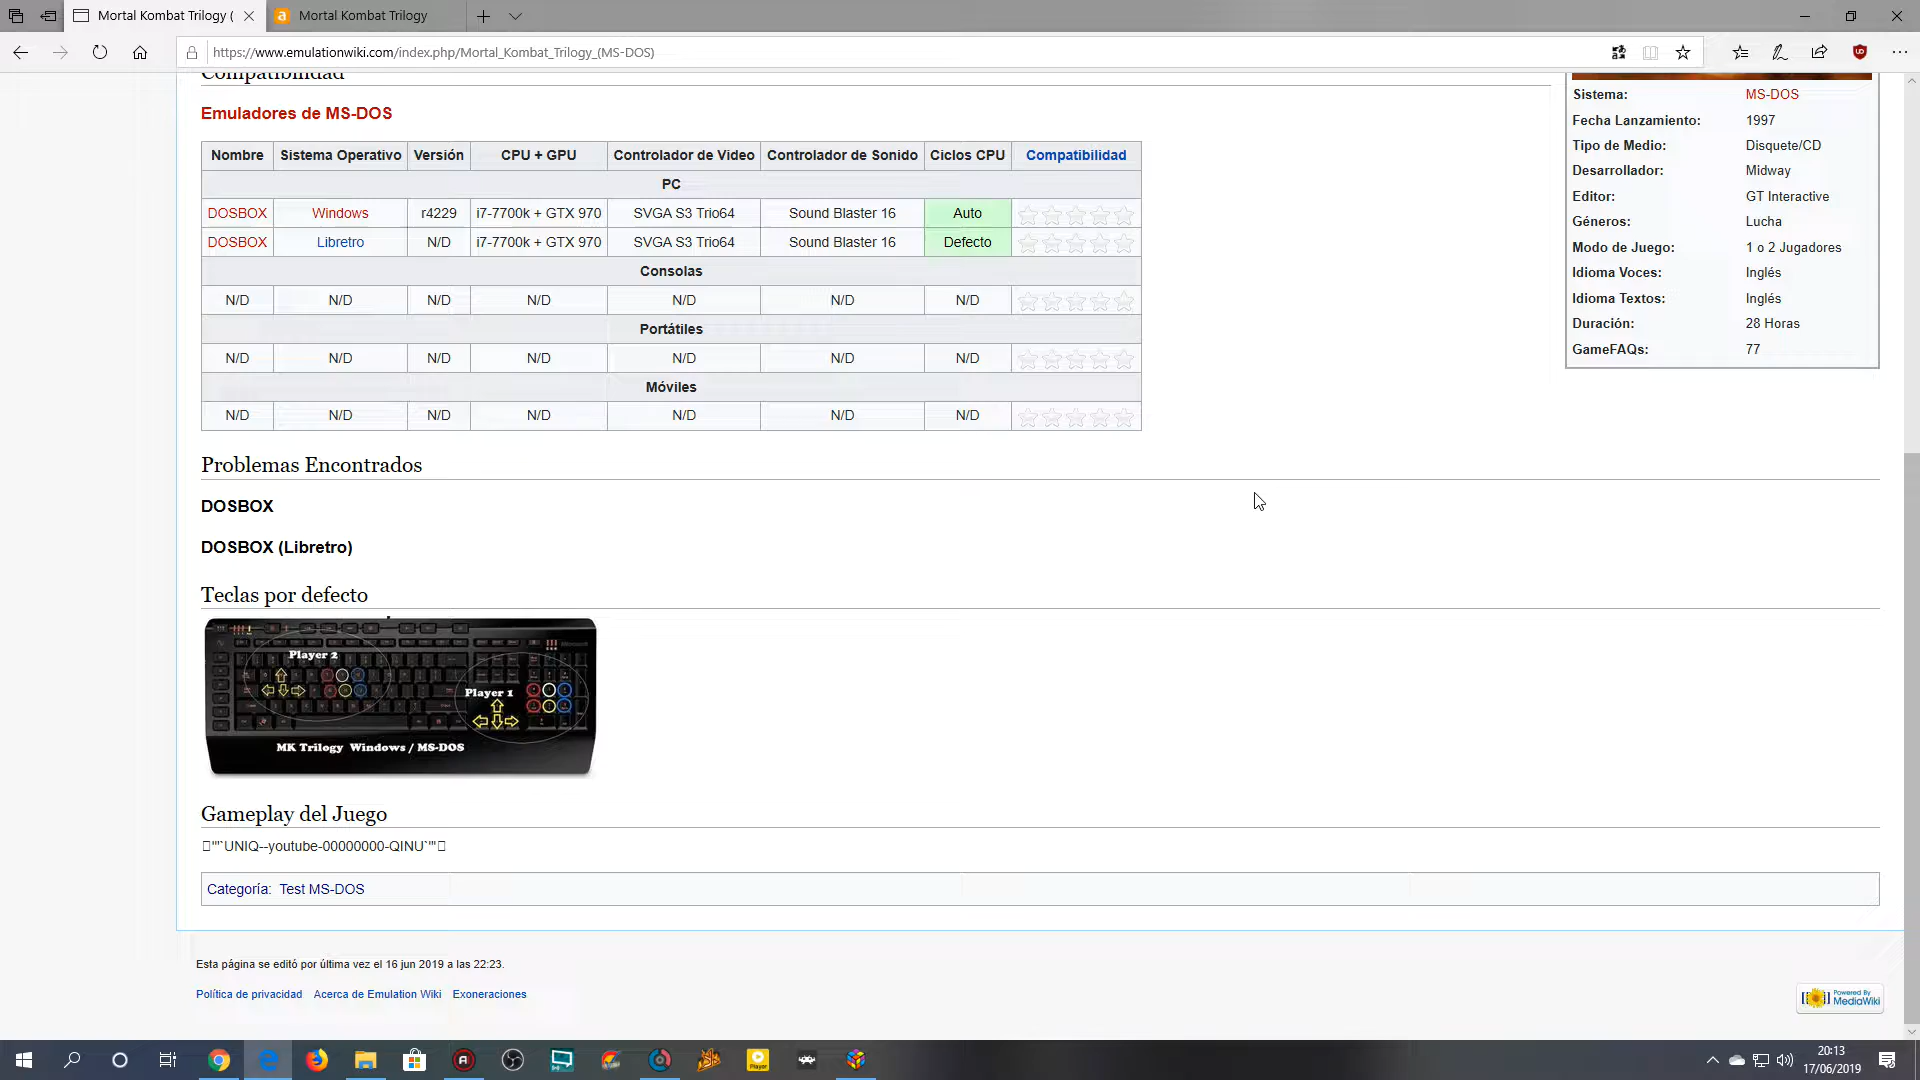 Mortal Kombat Trilogy (
Mortal Kombat Trilogy
https://www.emulationwiki.com/index.php/Mortal_Kombat_Trilogy_(MS-DOS)
Compatibilidad
Emuladores de MS-DOS
Nombre Sistema Operativo Versión CPU + GPU Controlador de Video Controlador de Sonido Ciclos CPU Compatibilidad
PC
DOSBOX Windows r4229 i7-7700k + GTX 970 SVGA S3 Trio64 Sound Blaster 16 Auto
DOSBOX Libretro N/D i7-7700k + GTX 970 SVGA S3 Trio64 Sound Blaster 16 Defecto
Consolas
N/D N/D N/D N/D N/D N/D N/D
Portátiles
N/D N/D N/D N/D N/D N/D N/D
Móviles
N/D N/D N/D N/D N/D N/D N/D
Sistema: MS-DOS
Fecha Lanzamiento: 1997
Tipo de Medio: Disquete/CD
Desarrollador: Midway
Editor: GT Interactive
Géneros: Lucha
Modo de Juego: 1 o 2 Jugadores
Idioma Voces: Inglés
Idioma Textos: Inglés
Duración: 28 Horas
GameFAQs: 77
Problemas Encontrados
DOSBOX
DOSBOX (Libretro)
Teclas por defecto
Player 2
Player 1
MK Trilogy Windows / MS-DOS
Gameplay del Juego
'"`UNIQ--youtube-00000000-QINU`"'
Categoría: Test MS-DOS
Esta página se editó por última vez el 16 jun 2019 a las 22:23.
Política de privacidad Acerca de Emulation Wiki Exoneraciones
Powered By
MediaWiki
Player
20:13
17/06/2019